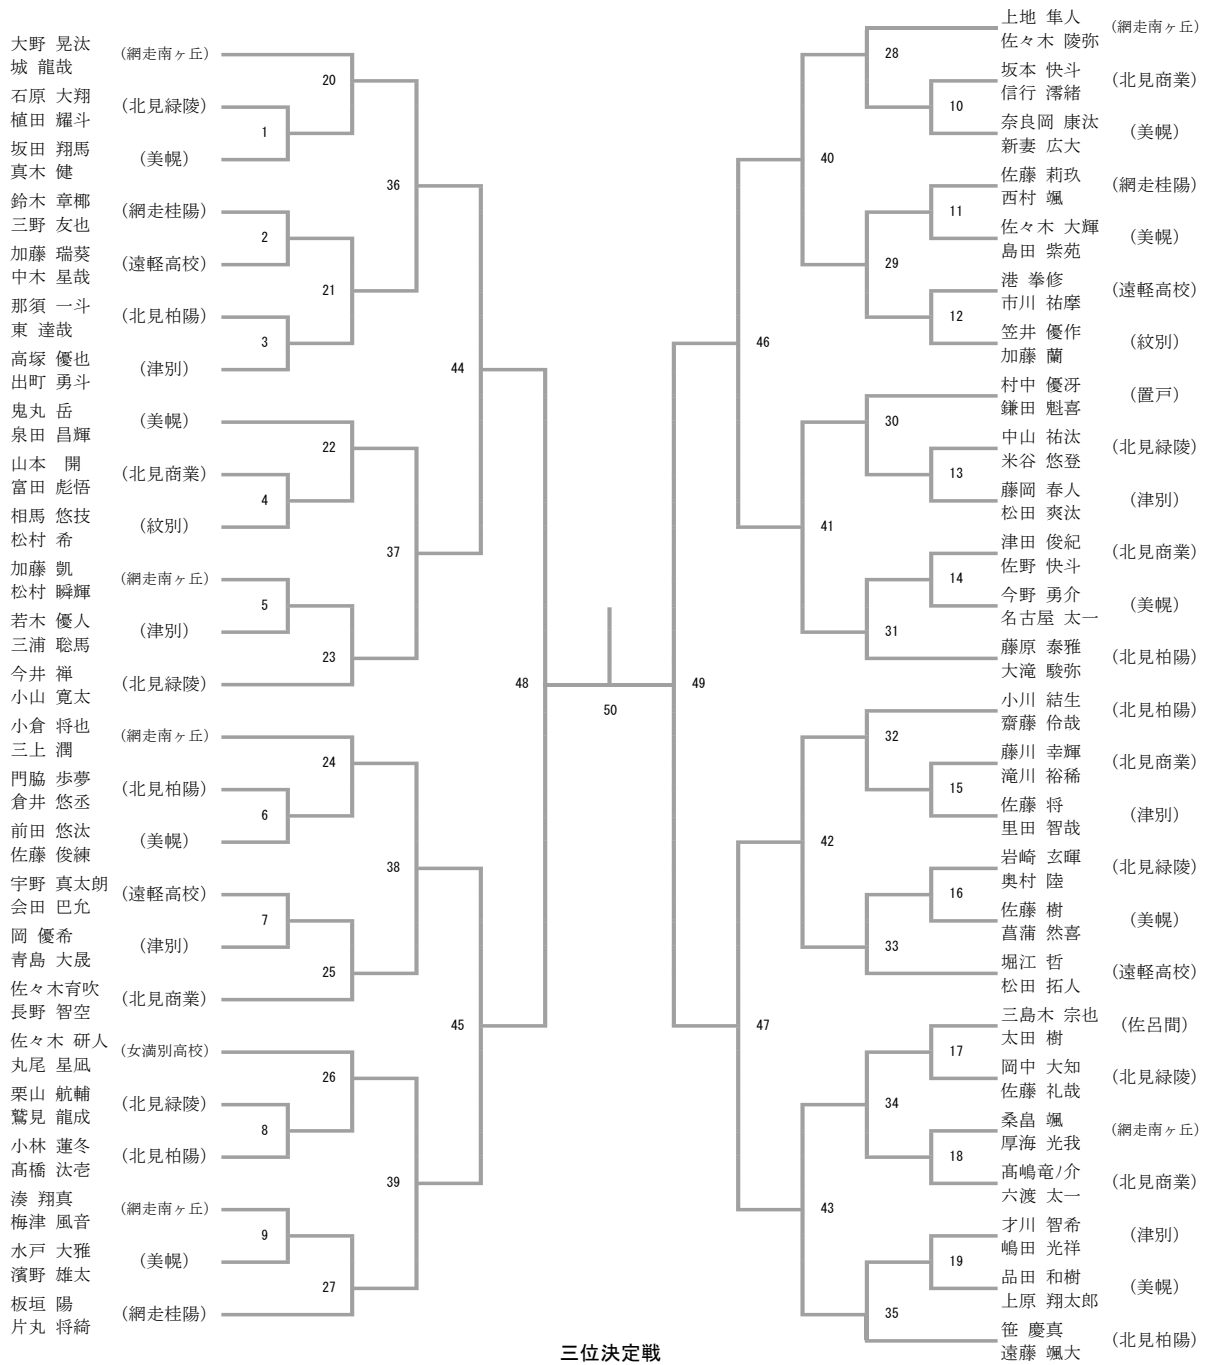 大野 晃汰
城 龍哉
(網走南ヶ丘)
石原 大翔
植田 耀斗
(北見緑陵)
坂田 翔馬
真木 健
(美幌)
鈴木 章椰
三野 友也
(網走桂陽)
加藤 瑞葵
中木 星哉
(遠軽高校)
那須 一斗
東 達哉
(北見柏陽)
高塚 優也
出町 勇斗
(津別)
鬼丸 岳
泉田 昌輝
(美幌)
山本 開
富田 彪悟
(北見商業)
相馬 悠技
松村 希
(紋別)
加藤 凱
松村 瞬輝
(網走南ヶ丘)
若木 優人
三浦 聡馬
(津別)
今井 禅
小山 寛太
(北見緑陵)
小倉 将也
三上 潤
(網走南ヶ丘)
門脇 歩夢
倉井 悠丞
(北見柏陽)
前田 悠汰
佐藤 俊練
(美幌)
宇野 真太朗
会田 巴允
(遠軽高校)
岡 優希
青島 大晟
(津別)
佐々木育吹
長野 智空
(北見商業)
佐々木 研人
丸尾 星凪
(女満別高校)
栗山 航輔
鷲見 龍成
(北見緑陵)
小林 蓮冬
髙橋 汰壱
(北見柏陽)
湊 翔真
梅津 風音
(網走南ヶ丘)
水戸 大雅
濱野 雄太
(美幌)
板垣 陽
片丸 将綺
(網走桂陽)
1
2
3
4
5
6
7
8
9
20
21
22
23
24
25
26
27
36
37
38
39
44
45
48
50
49
46
47
40
41
42
43
28
29
30
31
32
33
34
35
10
11
12
13
14
15
16
17
18
19
上地 隼人
佐々木 陵弥
(網走南ヶ丘)
坂本 快斗
信行 澪緒
(北見商業)
奈良岡 康汰
新妻 広大
(美幌)
佐藤 莉玖
西村 颯
(網走桂陽)
佐々木 大輝
島田 紫苑
(美幌)
港 拳修
市川 祐摩
(遠軽高校)
笠井 優作
加藤 蘭
(紋別)
村中 優冴
鎌田 魁喜
(置戸)
中山 祐汰
米谷 悠登
(北見緑陵)
藤岡 春人
松田 爽汰
(津別)
津田 俊紀
佐野 快斗
(北見商業)
今野 勇介
名古屋 太一
(美幌)
藤原 泰雅
大滝 駿弥
(北見柏陽)
小川 結生
齋藤 伶哉
(北見柏陽)
藤川 幸輝
滝川 裕稀
(北見商業)
佐藤 将
里田 智哉
(津別)
岩崎 玄暉
奥村 陸
(北見緑陵)
佐藤 樹
菖蒲 然喜
(美幌)
堀江 哲
松田 拓人
(遠軽高校)
三島木 宗也
太田 樹
(佐呂間)
岡中 大知
佐藤 礼哉
(北見緑陵)
桑畠 颯
厚海 光我
(網走南ヶ丘)
髙嶋竜ノ介
六渡 太一
(北見商業)
才川 智希
嶋田 光祥
(津別)
品田 和樹
上原 翔太郎
(美幌)
笹 慶真
遠藤 颯大
(北見柏陽)
三位決定戦